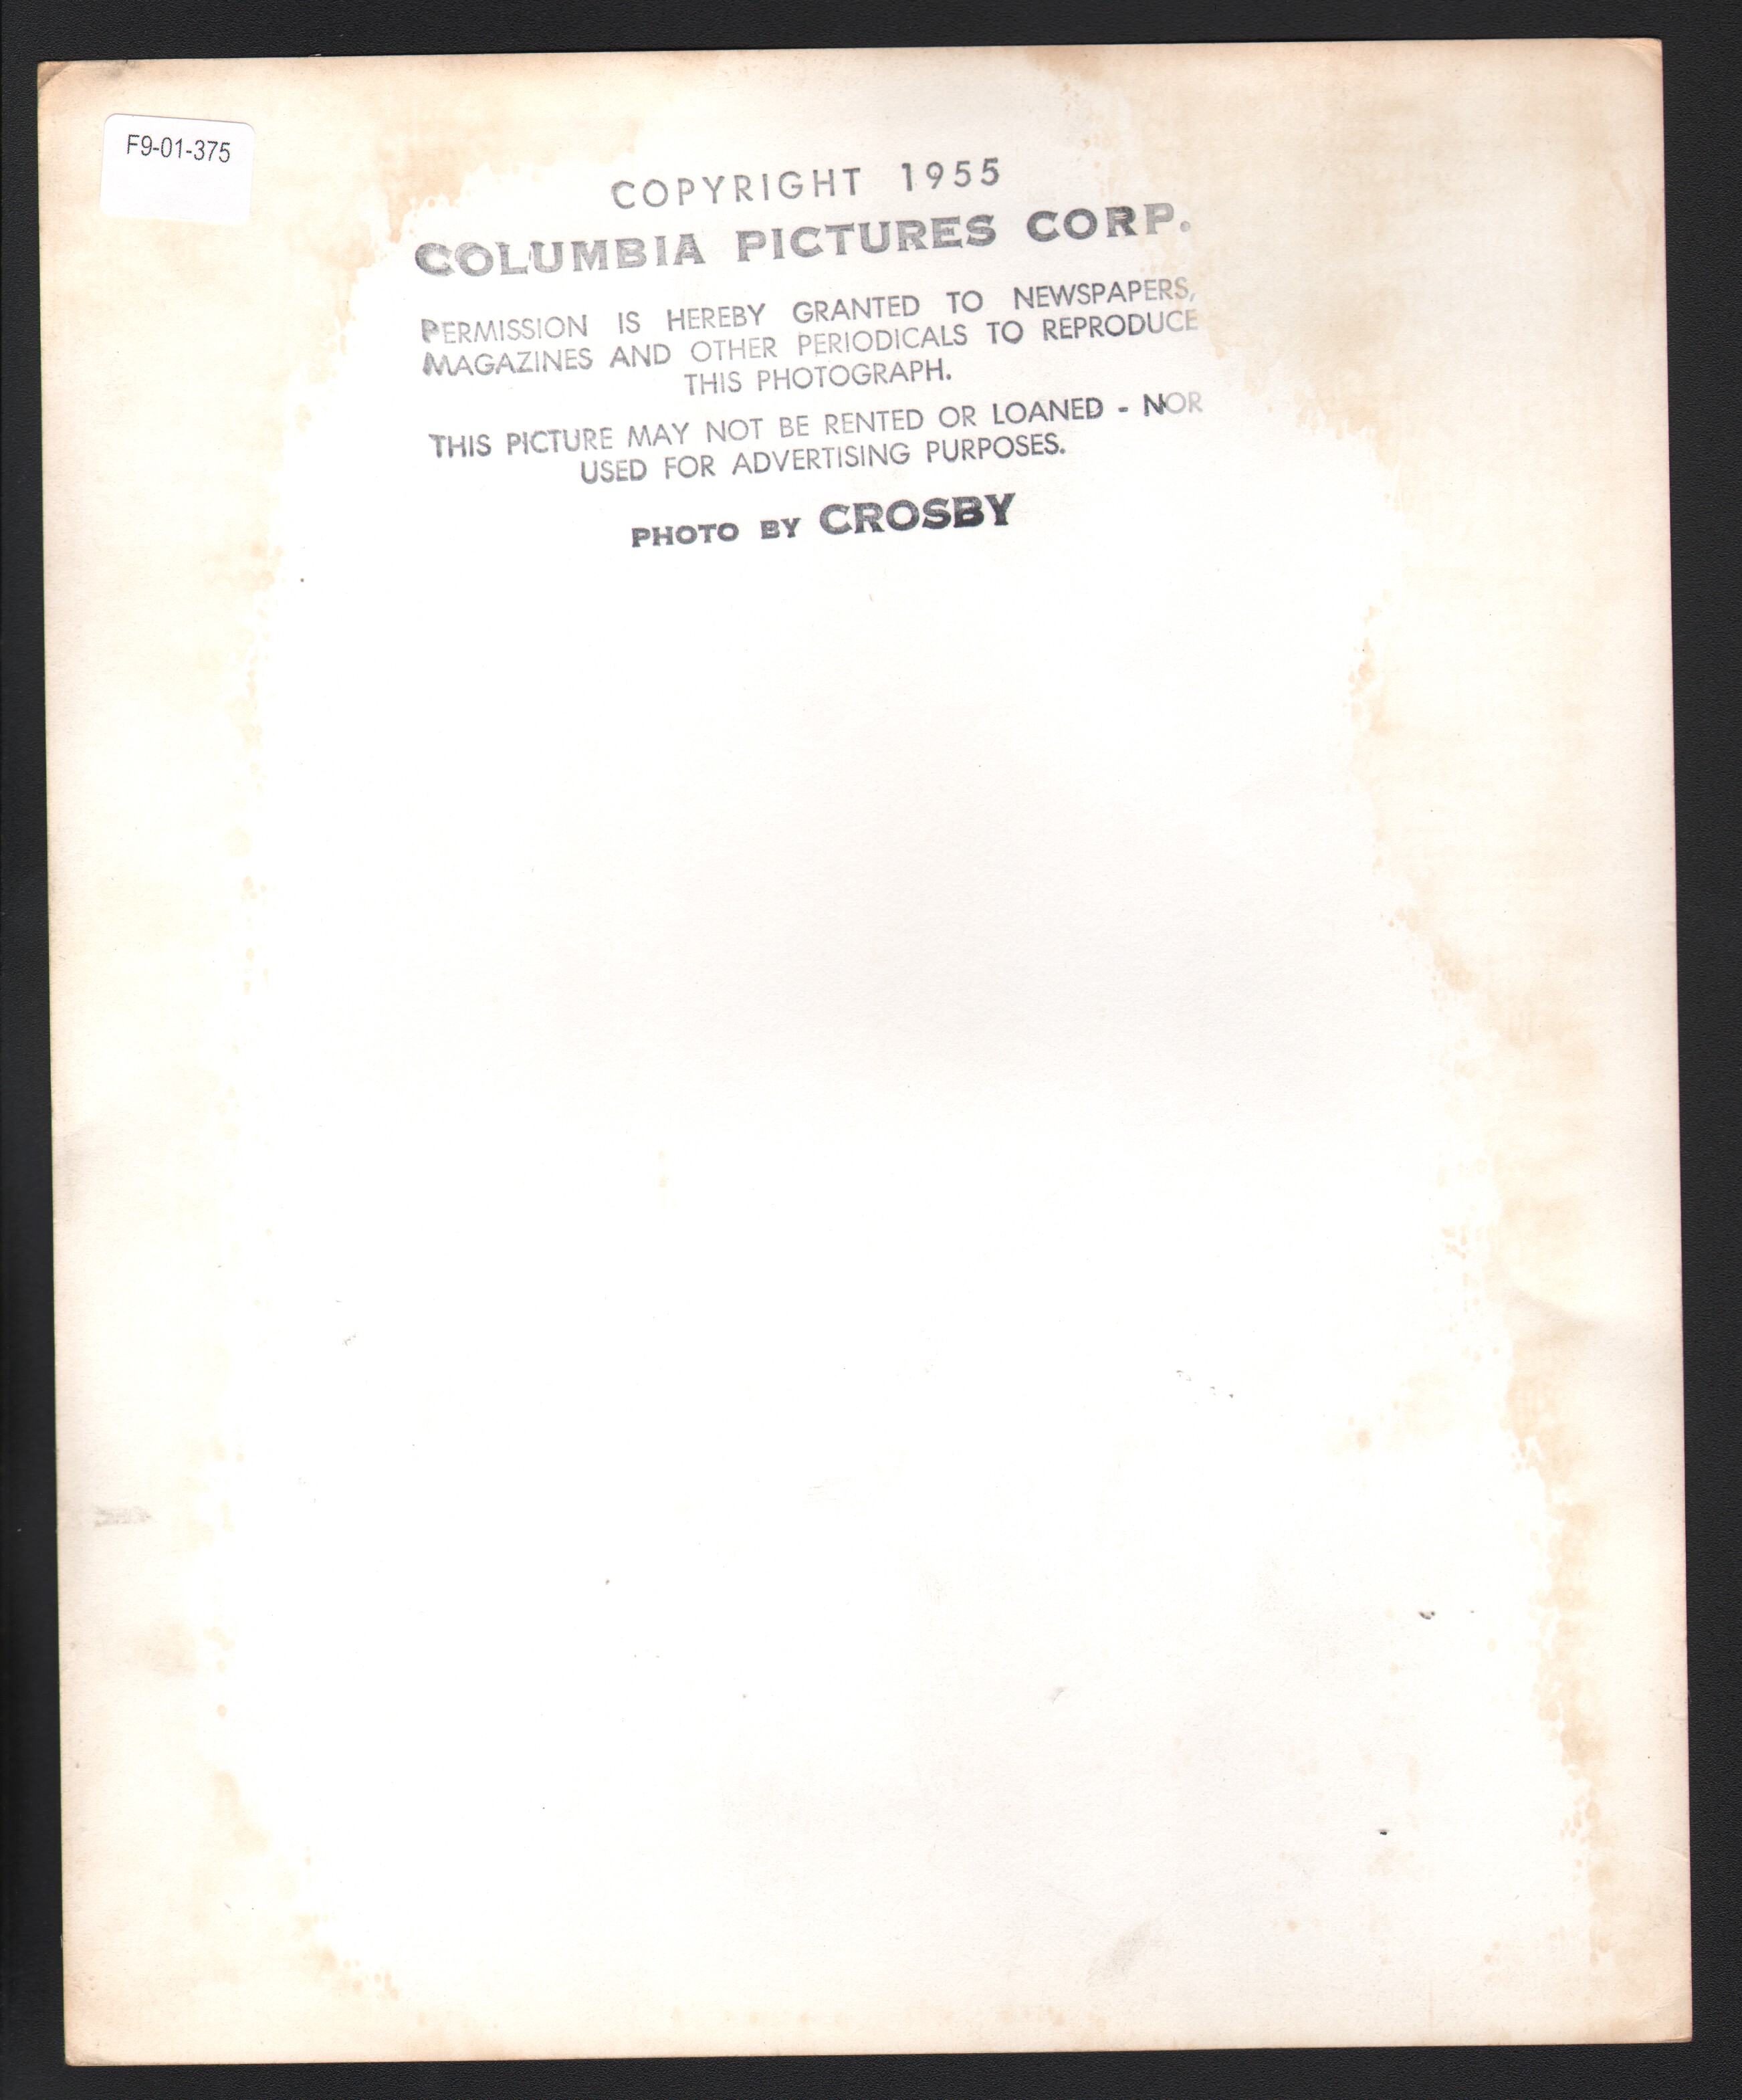 F9-01-375
COPYRIGHT 1955
COLUMBIA PICTURES CORP.
PERMISSION IS HEREBY GRANTED TO NEWSPAPERS,
MAGAZINES AND OTHER PERIODICALS TO REPRODUCE
THIS PHOTOGRAPH.
THIS PICTURE MAY NOT BE RENTED OR LOANED - NOR
USED FOR ADVERTISING PURPOSES.
PHOTO BY CROSBY